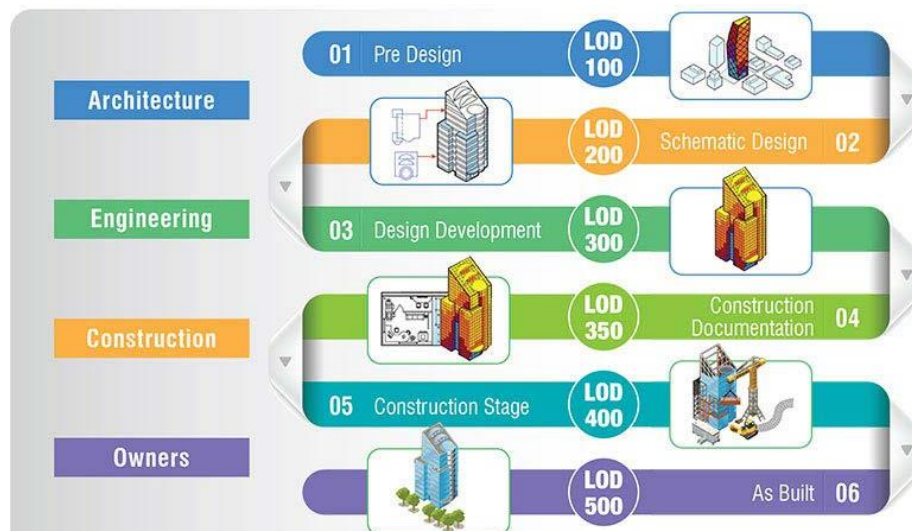 Architecture
Engineering
Construction
Owners
01 Pre Design LOD
100
LOD
200 Schematic Design 02
03 Design Development LOD
300
LOD
350 Construction
Documentation 04
05 Construction Stage LOD
400
LOD
500 As Built 06